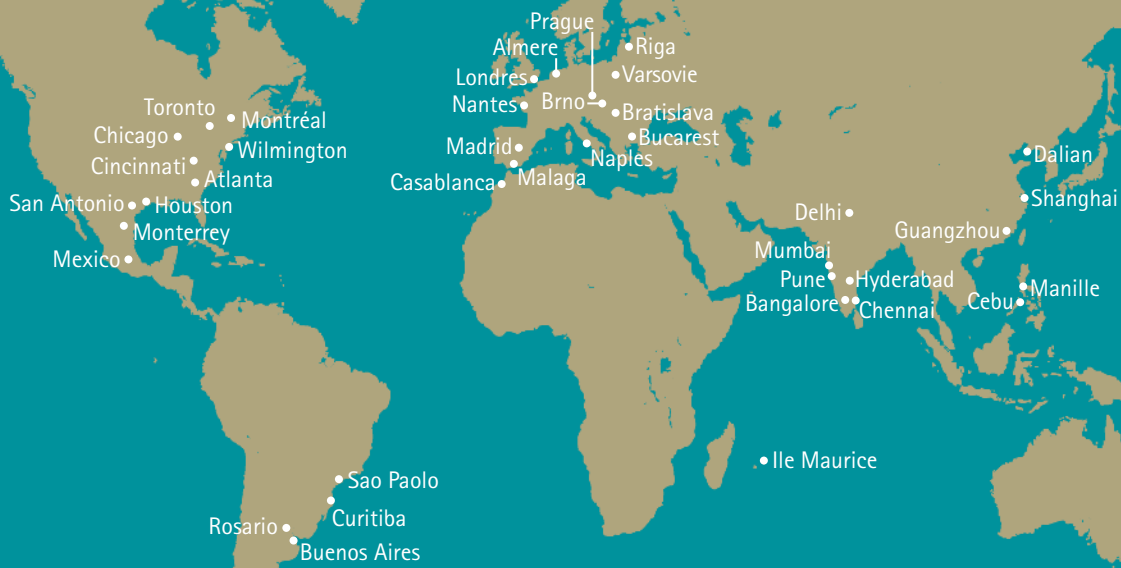 Prague
Almere
Riga
Londres
Varsovie
Nantes
Brno
Bratislava
Bucarest
Madrid
Naples
Malaga
Casablanca
Toronto
Montréal
Chicago
Wilmington
Cincinnati
Atlanta
San Antonio
Houston
Monterrey
Mexico
Dalian
Shanghai
Delhi
Guangzhou
Mumbai
Pune
Hyderabad
Bangalore
Chennai
Manille
Cebu
Ile Maurice
Sao Paolo
Curitiba
Rosario
Buenos Aires